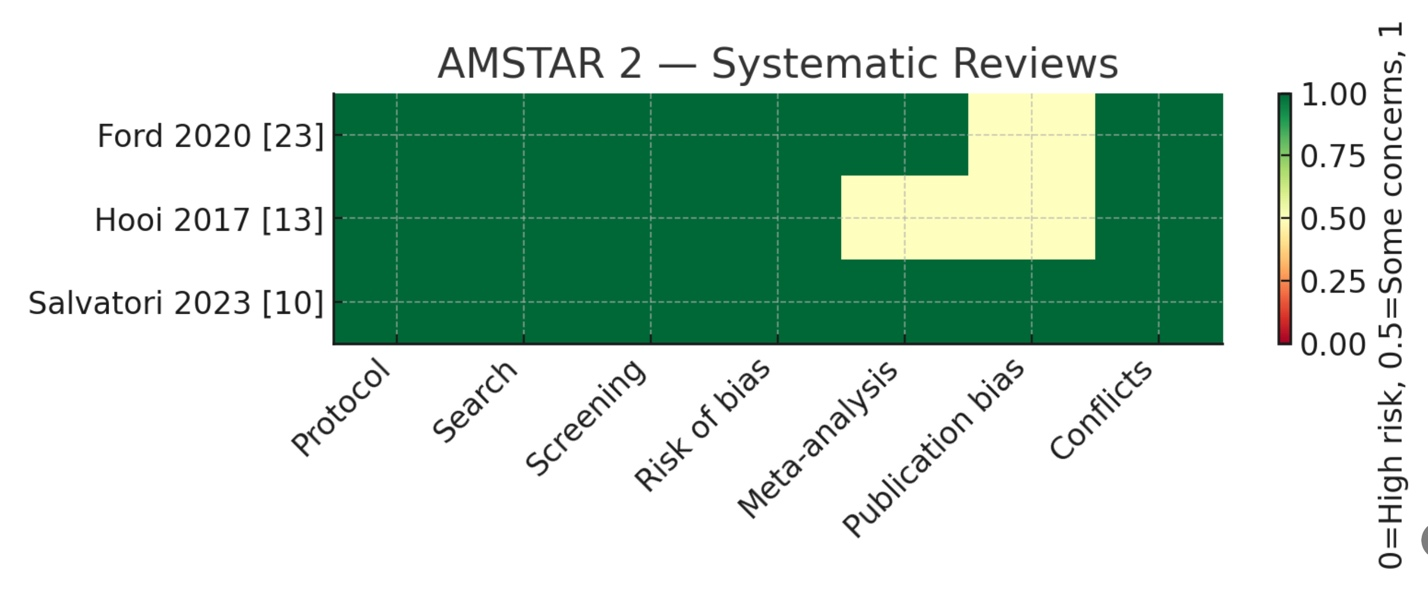 AMSTAR 2 — Systematic Reviews
Ford 2020 [23]
Hooi 2017 [13]
Salvatori 2023 [10]
Protocol
Search
Screening
Risk of bias
Meta-analysis
Publication bias
Conflicts
1.00
0.75
0.50
0.25
0.00
0=High risk, 0.5=Some concerns, 1